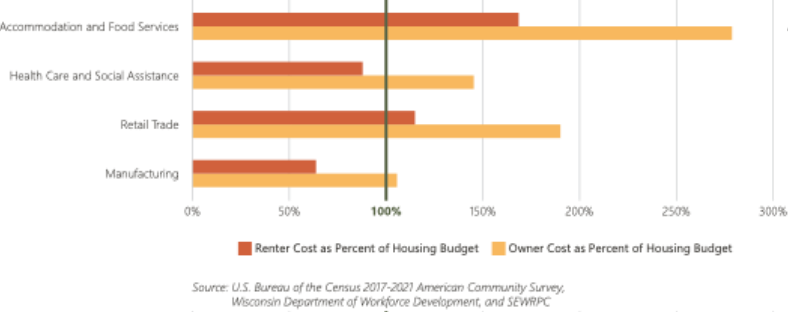 Accommodation and Food Services
Health Care and Social Assistance
Retail Trade
Manufacturing
0% 50% 100% 150% 200% 250% 300%
Renter Cost as Percent of Housing Budget Owner Cost as Percent of Housing Budget
Source: U.S. Bureau of the Census 2017-2021 American Community Survey,
Wisconsin Department of Workforce Development, and SEWRPC